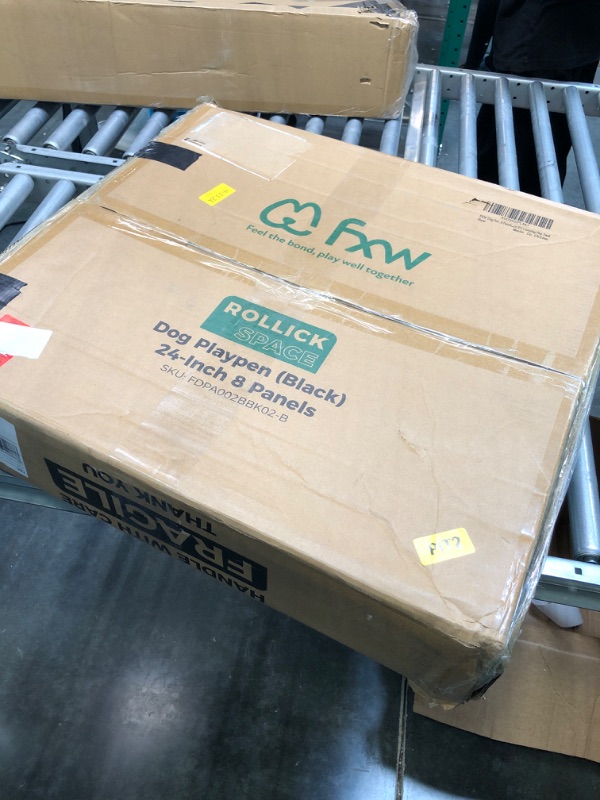 fxw
Feel the bond, play well together
ROLLICK
SPACE
Dog Playpen (Black)
24-Inch 8 Panels
SKU: FDPA002BBK02-B
HANDLE WITH CARE
FRAGILE
THANK YOU